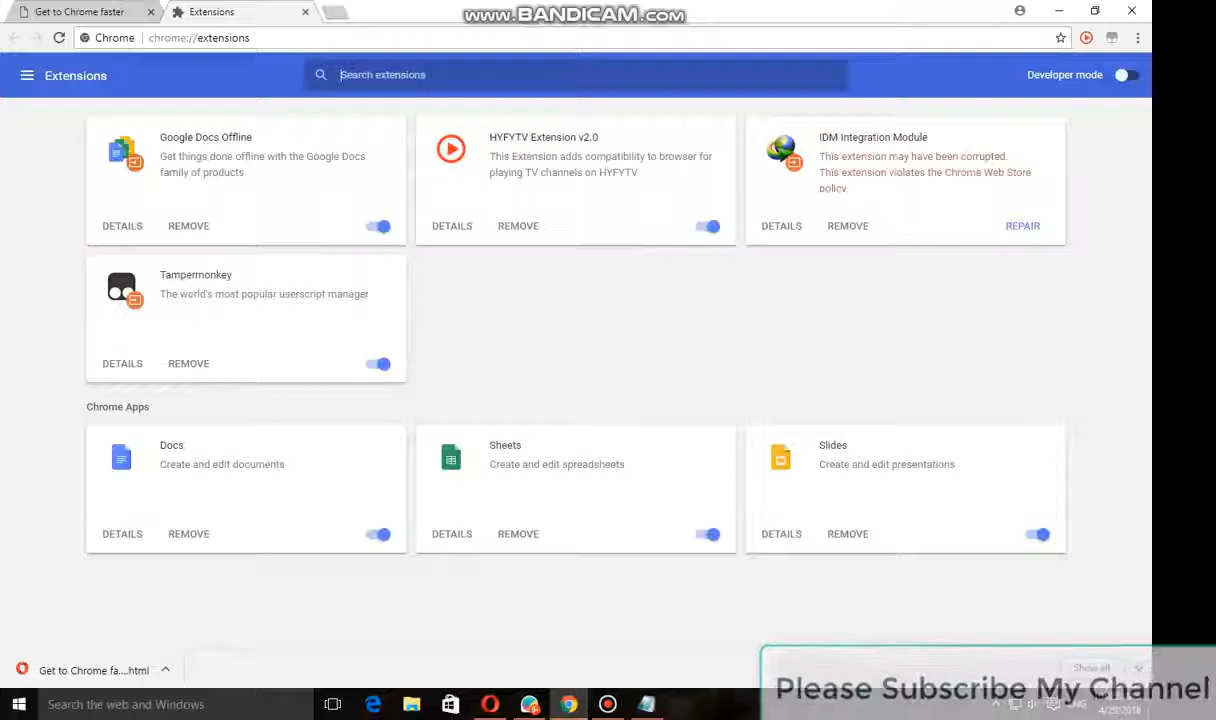 Get to Chrome faster
Extensions
www.BANDICAM.com
Chrome
chrome://extensions
Extensions
Search extensions
Developer mode
Google Docs Offline
Get things done offline with the Google Docs
family of products
DETAILS
REMOVE
HYFYTV Extension v2.0
This Extension adds compatibility to browser for
playing TV channels on HYFYTV
DETAILS
REMOVE
IDM Integration Module
This extension may have been corrupted.
This extension violates the Chrome Web Store
policy.
DETAILS
REMOVE
REPAIR
Tampermonkey
The world's most popular userscript manager
DETAILS
REMOVE
Chrome Apps
Docs
Create and edit documents
DETAILS
REMOVE
Sheets
Create and edit spreadsheets
DETAILS
REMOVE
Slides
Create and edit presentations
DETAILS
REMOVE
Get to Chrome fa....html
Show all
Please Subscribe My Channel
Search the web and Windows
4/29/2018